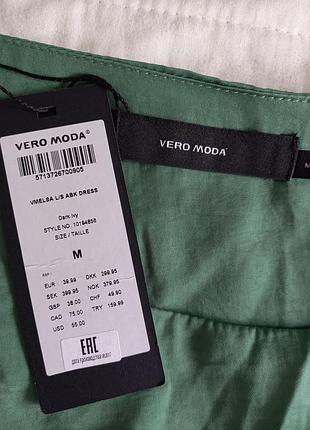 VERO MODA®
5713726700905
VMELSA L/S ABK DRESS
Dark Ivy
STYLE NO. 10194856
SIZE / TAILLE
M
RRP /
EUR 39.99 DKK 299.95
SEK 399.95 NOK 379.95
GBP 38.00 CHF 49.90
CAD 75.00 TRY 159.99
USD 55.00
EAC
VERO MODA
M